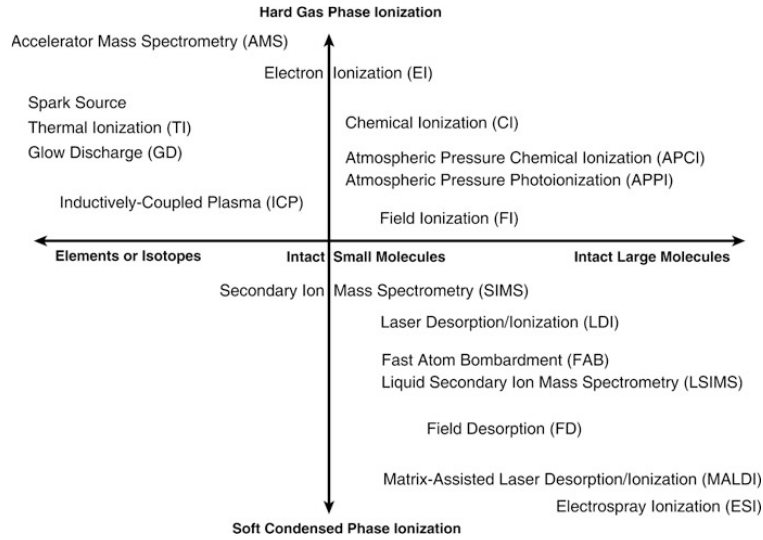 Hard Gas Phase Ionization
Accelerator Mass Spectrometry (AMS)
Electron Ionization (EI)
Spark Source
Thermal Ionization (TI)
Glow Discharge (GD)
Chemical Ionization (CI)
Atmospheric Pressure Chemical Ionization (APCI)
Atmospheric Pressure Photoionization (APPI)
Inductively-Coupled Plasma (ICP)
Field Ionization (FI)
Elements or Isotopes
Intact Small Molecules
Intact Large Molecules
Secondary Ion Mass Spectrometry (SIMS)
Laser Desorption/Ionization (LDI)
Fast Atom Bombardment (FAB)
Liquid Secondary Ion Mass Spectrometry (LSIMS)
Field Desorption (FD)
Matrix-Assisted Laser Desorption/Ionization (MALDI)
Electrospray Ionization (ESI)
Soft Condensed Phase Ionization